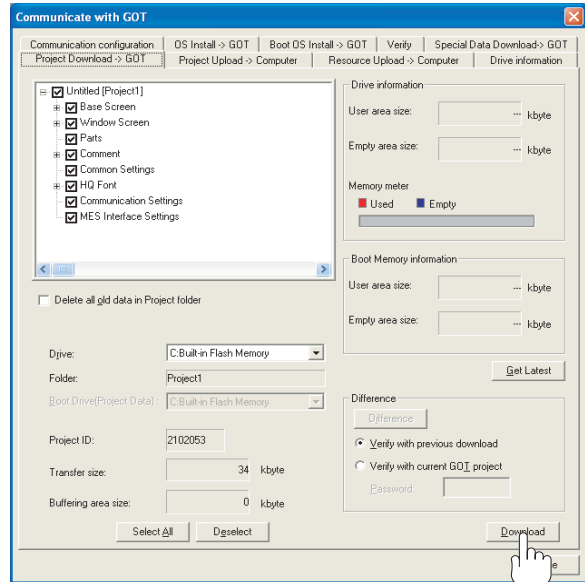 Communicate with GOT
Communication configuration OS Install -> GOT Boot OS Install -> GOT Verify Special Data Download-> GOT
Project Download -> GOT Project Upload -> Computer Resource Upload -> Computer Drive information
Untitled [Project1]
Base Screen
Window Screen
Parts
Comment
Common Settings
HQ Font
Communication Settings
MES Interface Settings
Delete all old data in Project folder
Drive: C:Built-in Flash Memory
Folder: Project1
Boot Drive(Project Data) : C:Built-in Flash Memory
Project ID: 2102053
Transfer size: 34 kbyte
Buffering area size: 0 kbyte
Select All Deselect
Drive information
User area size: --- kbyte
Empty area size: --- kbyte
Memory meter
Used Empty
Boot Memory information
User area size: --- kbyte
Empty area size: --- kbyte
Get Latest
Difference
Difference
Verify with previous download
Verify with current GOT project
Password:
Download